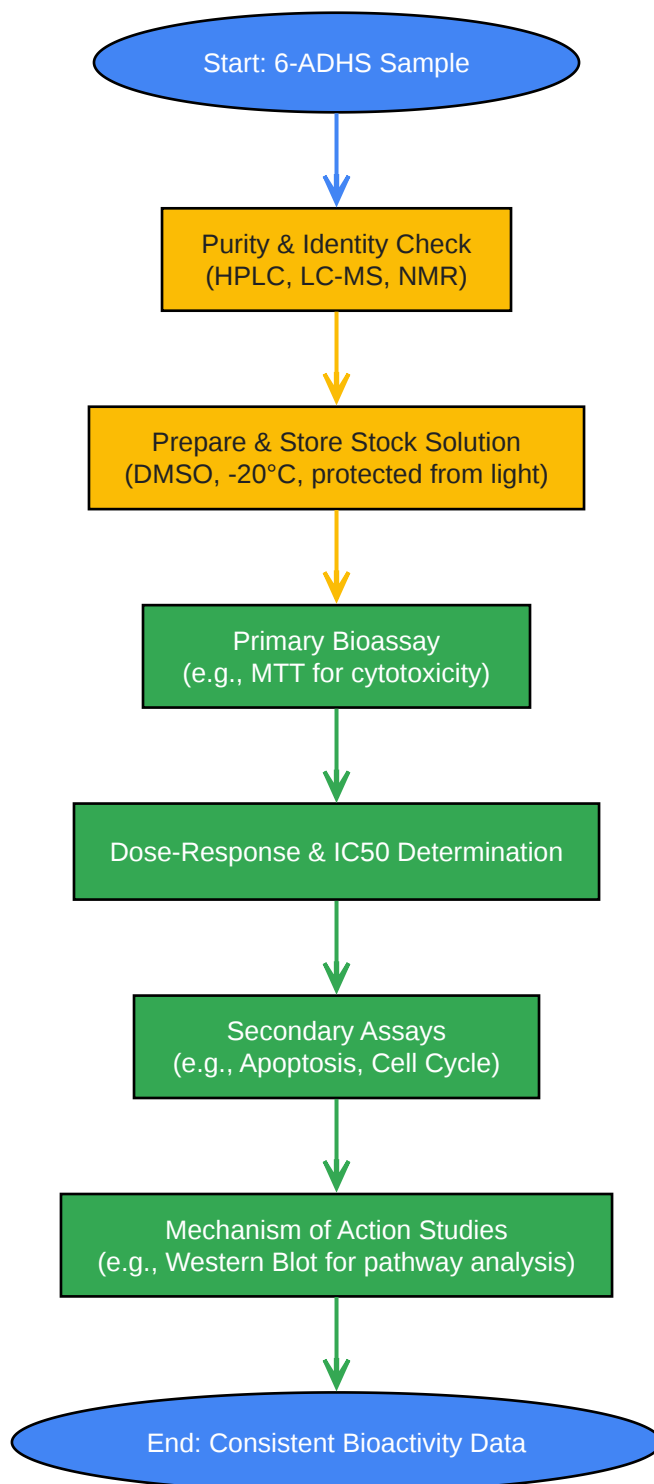 Start: 6-ADHS Sample
Purity & Identity Check
(HPLC, LC-MS, NMR)
Prepare & Store Stock Solution
(DMSO, -20°C, protected from light)
Primary Bioassay
(e.g., MTT for cytotoxicity)
Dose-Response & IC50 Determination
Secondary Assays
(e.g., Apoptosis, Cell Cycle)
Mechanism of Action Studies
(e.g., Western Blot for pathway analysis)
End: Consistent Bioactivity Data